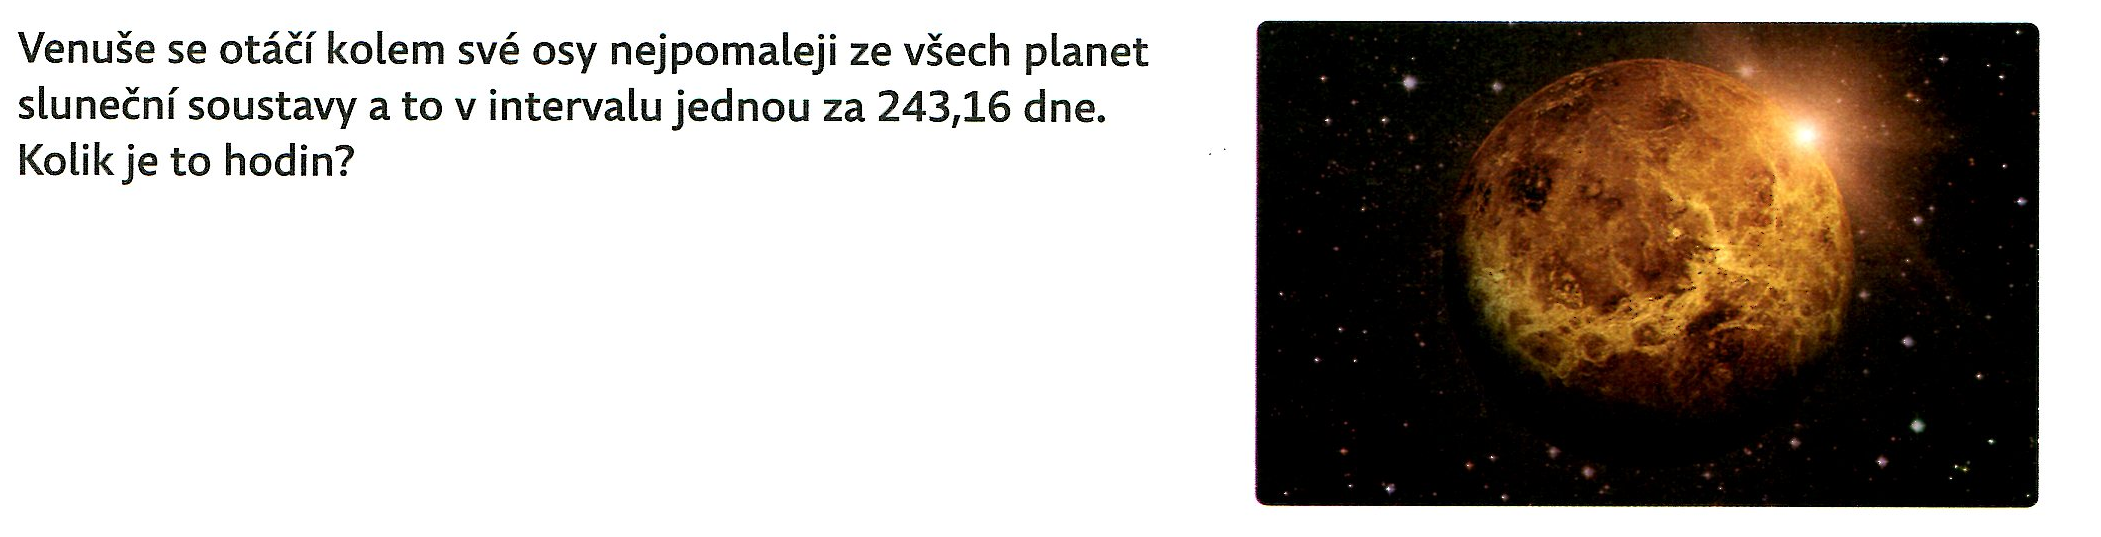 Venuše se otáčí kolem své osy nejpomaleji ze všech planet
sluneční soustavy a to v intervalu jednou za 243,16 dne.
Kolik je to hodin?